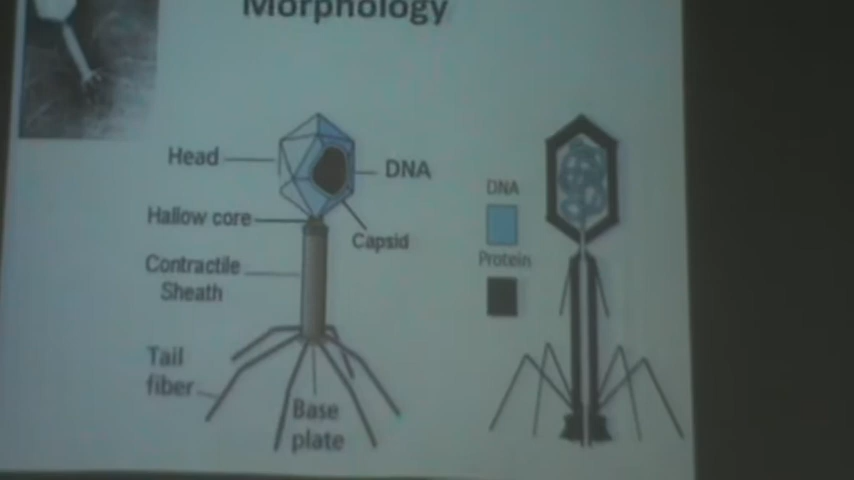 Morphology
Head
DNA
Hallow core
Capsid
Contractile
Sheath
Tail
fiber
Base
plate
DNA
Protein